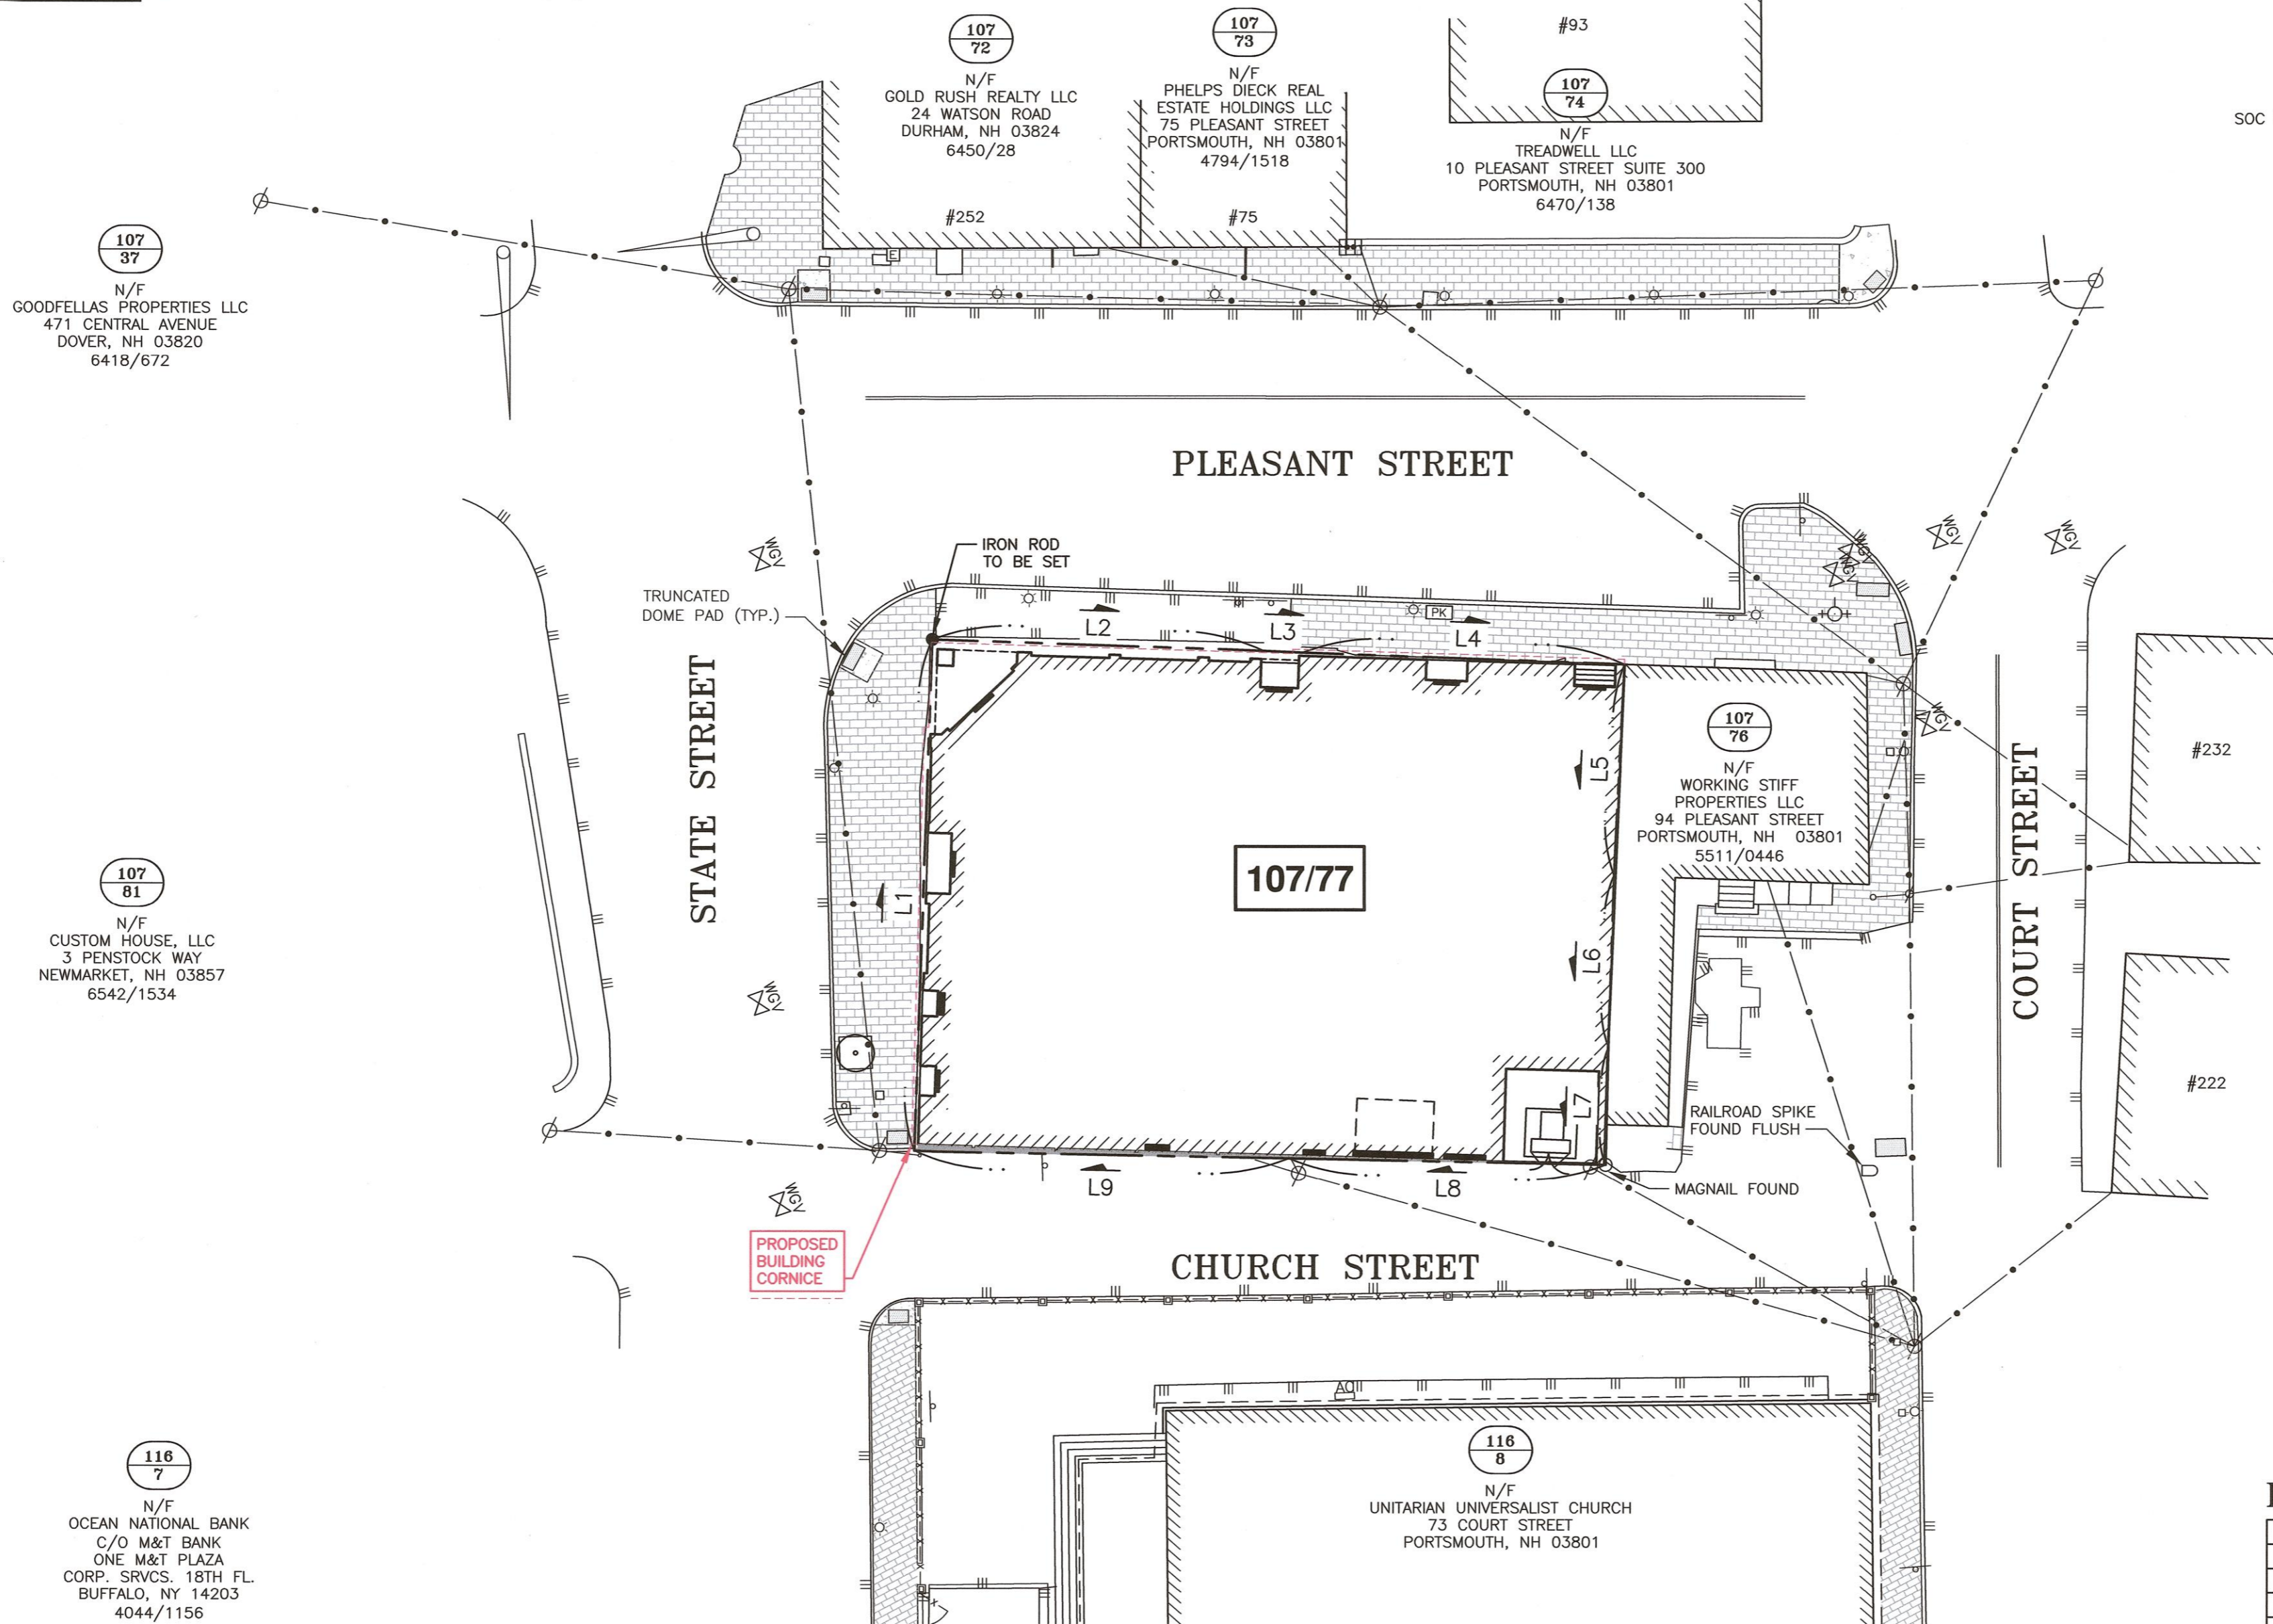 107
72
N/F
GOLD RUSH REALTY LLC
24 WATSON ROAD
DURHAM, NH 03824
6450/28
#252
107
73
N/F
PHELPS DIECK REAL
ESTATE HOLDINGS LLC
75 PLEASANT STREET
PORTSMOUTH, NH 03801
4794/1518
#75
#93
107
74
N/F
TREADWELL LLC
10 PLEASANT STREET SUITE 300
PORTSMOUTH, NH 03801
6470/138
SOC
107
37
N/F
GOODFELLAS PROPERTIES LLC
471 CENTRAL AVENUE
DOVER, NH 03820
6418/672
E
PLEASANT STREET
IRON ROD
TO BE SET
TRUNCATED
DOME PAD (TYP.)
WGV
WGV
WGV
WGV
WGV
PK
L2
L3
L4
STATE STREET
107
76
N/F
WORKING STIFF
PROPERTIES LLC
94 PLEASANT STREET
PORTSMOUTH, NH 03801
5511/0446
WGV
L5
#232
COURT STREET
107/77
L1
L6
107
81
N/F
CUSTOM HOUSE, LLC
3 PENSTOCK WAY
NEWMARKET, NH 03857
6542/1534
WGV
#222
L7
RAILROAD SPIKE
FOUND FLUSH
MAGNAIL FOUND
L9
L8
WGV
PROPOSED
BUILDING
CORNICE
CHURCH STREET
AC
116
8
N/F
UNITARIAN UNIVERSALIST CHURCH
73 COURT STREET
PORTSMOUTH, NH 03801
116
7
N/F
OCEAN NATIONAL BANK
C/O M&T BANK
ONE M&T PLAZA
CORP. SRVCS. 18TH FL.
BUFFALO, NY 14203
4044/1156